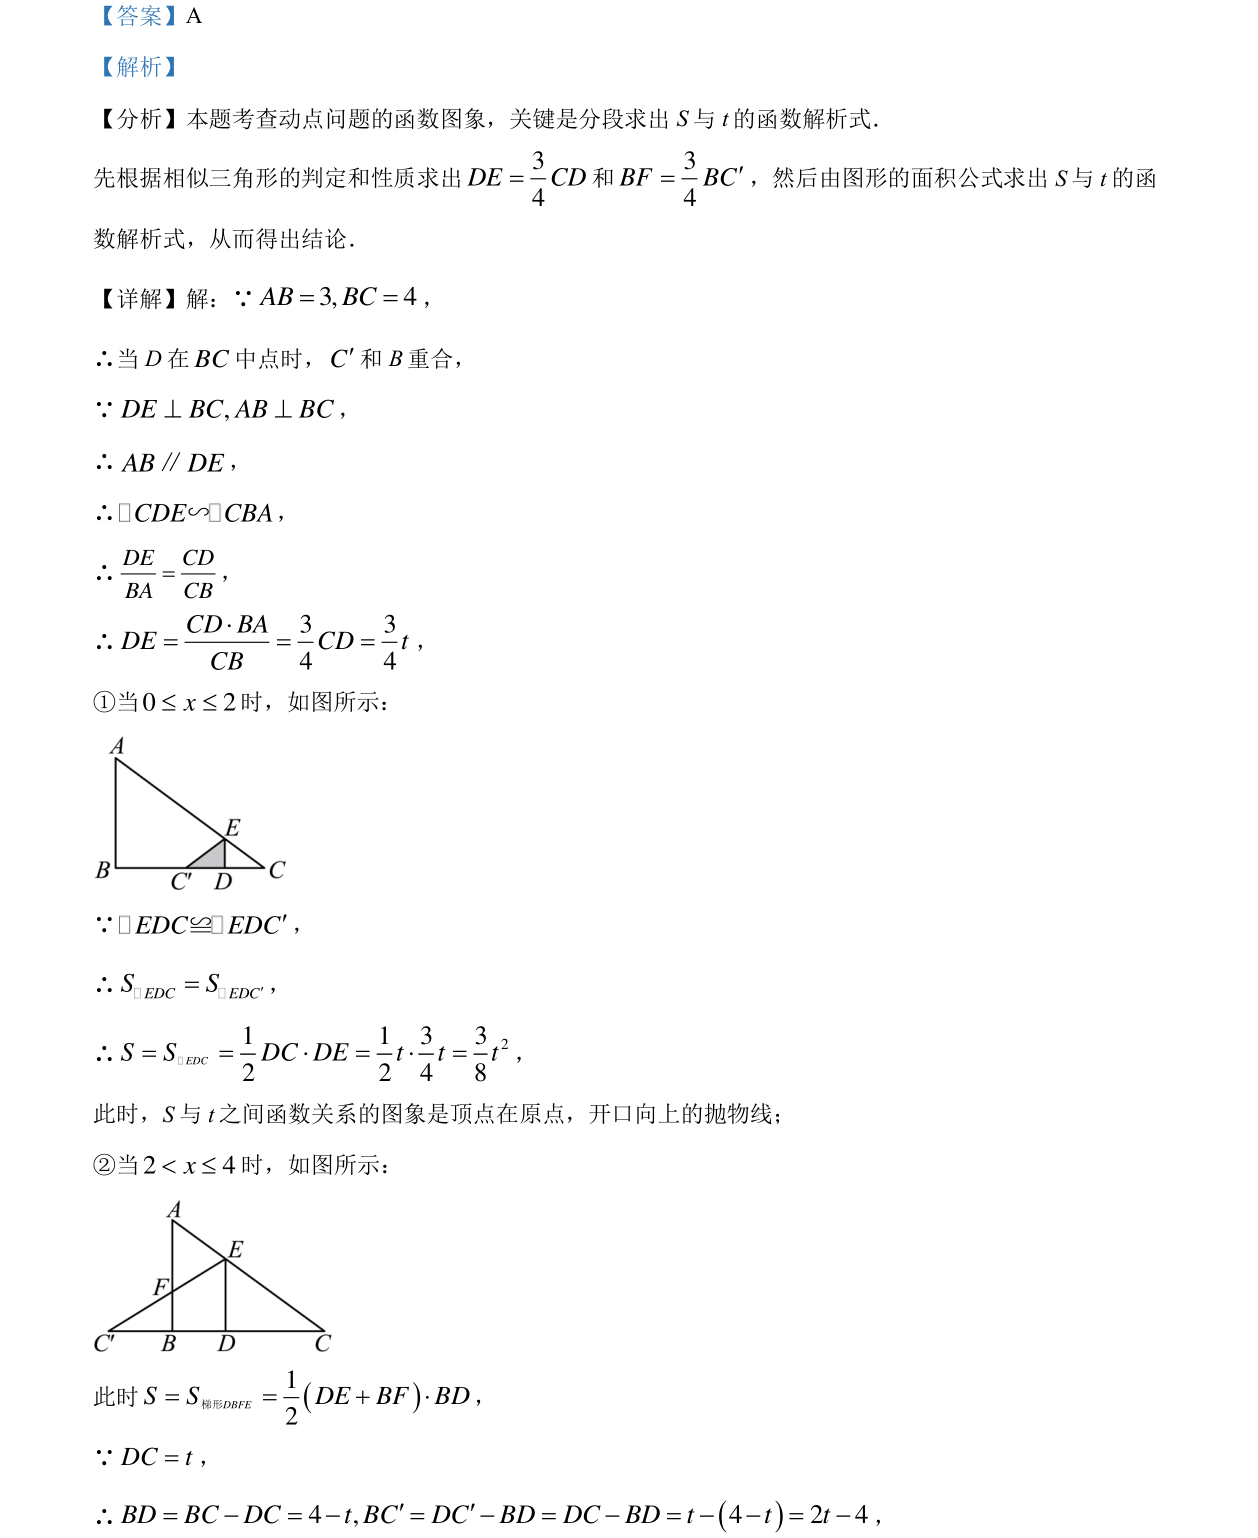 【答案】A
【解析】
【分析】本题考查动点问题的函数图象，关键是分段求出 S 与 t 的函数解析式．
先根据相似三角形的判定和性质求出 DE = 3/4 CD 和 BF = 3/4 BC′，然后由图形的面积公式求出 S 与 t 的函
数解析式，从而得出结论．
【详解】解：∵ AB = 3, BC = 4，
∴当 D 在 BC 中点时，C′ 和 B 重合，
∵ DE ⊥ BC, AB ⊥ BC，
∴ AB ∥ DE，
∴ □CDE∽□CBA，
∴ DE/BA = CD/CB，
∴ DE = CD·BA/CB = 3/4 CD = 3/4 t，
①当 0 ≤ x ≤ 2 时，如图所示：
A
E
B C′ D C
∵ □EDC≌□EDC′，
∴ S□EDC = S□EDC′，
∴ S = S□EDC = 1/2 DC·DE = 1/2 t·3/4 t = 3/8 t²，
此时，S 与 t 之间函数关系的图象是顶点在原点，开口向上的抛物线；
②当 2 < x ≤ 4 时，如图所示：
A
E
F
C′ B D C
此时 S = S梯形DBFE = 1/2 (DE + BF)·BD，
∵ DC = t，
∴ BD = BC − DC = 4 − t, BC′ = DC′ − BD = DC − BD = t − (4 − t) = 2t − 4，